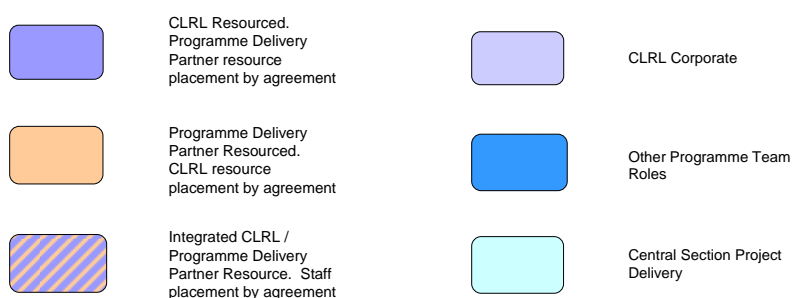 CLRL Resourced.
Programme Delivery
Partner resource
placement by agreement
CLRL Corporate
Programme Delivery
Partner Resourced.
CLRL resource
placement by agreement
Other Programme Team
Roles
Integrated CLRL /
Programme Delivery
Partner Resource.  Staff
placement by agreement
Central Section Project
Delivery